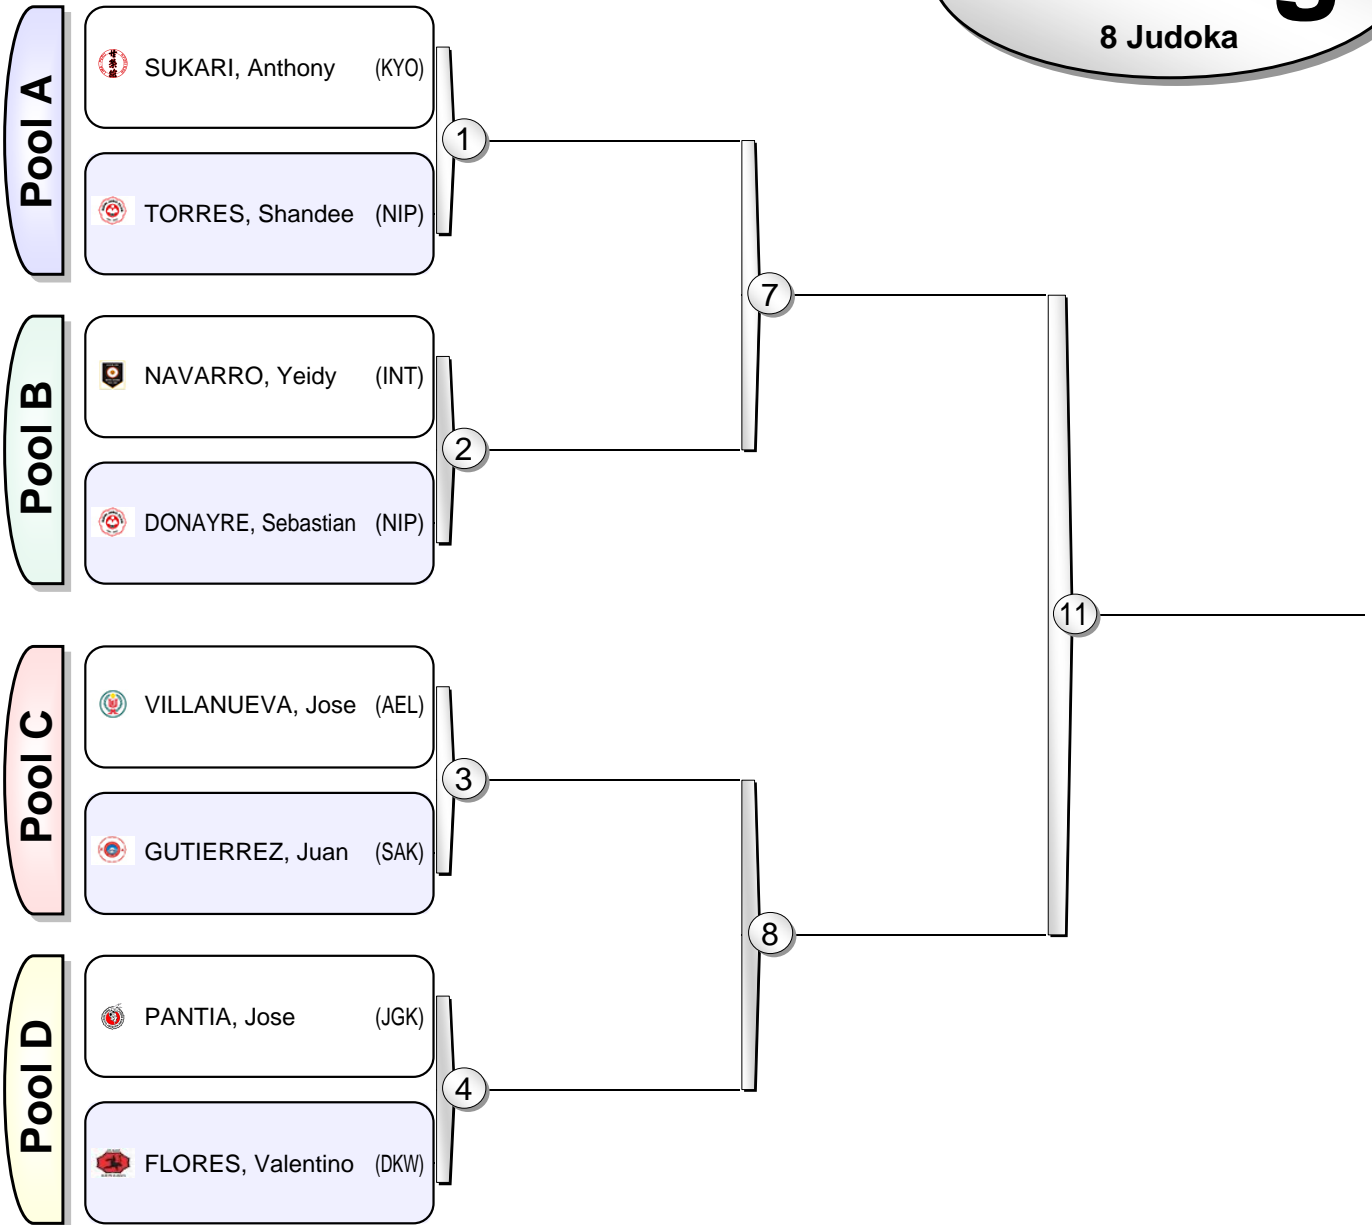 8 Judoka
Pool A
SUKARI, Anthony (KYO)
1
TORRES, Shandee (NIP)
7
Pool B
NAVARRO, Yeidy (INT)
2
DONAYRE, Sebastian (NIP)
11
Pool C
VILLANUEVA, Jose (AEL)
3
GUTIERREZ, Juan (SAK)
8
Pool D
PANTIA, Jose (JGK)
4
FLORES, Valentino (DKW)